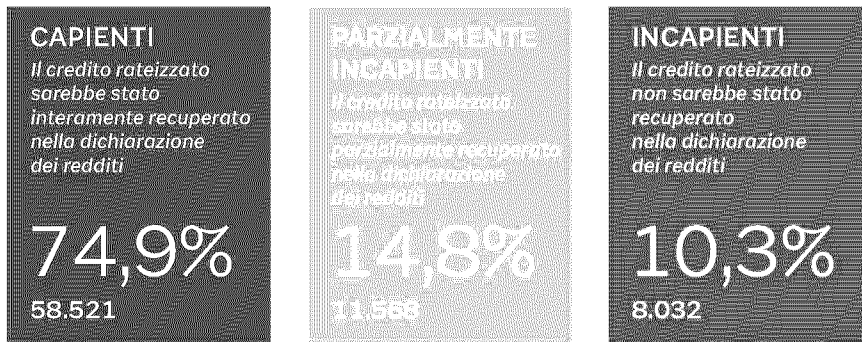 CAPIENTI
Il credito rateizzato
sarebbe stato
interamente recuperato
nella dichiarazione
dei redditi
74,9%
58.521
PARZIALMENTE
INCAPIENTI
Il credito rateizzato
sarebbe stato
parzialmente recuperato
nella dichiarazione
dei redditi
14,8%
11.568
INCAPIENTI
Il credito rateizzato
non sarebbe stato
recuperato
nella dichiarazione
dei redditi
10,3%
8.032